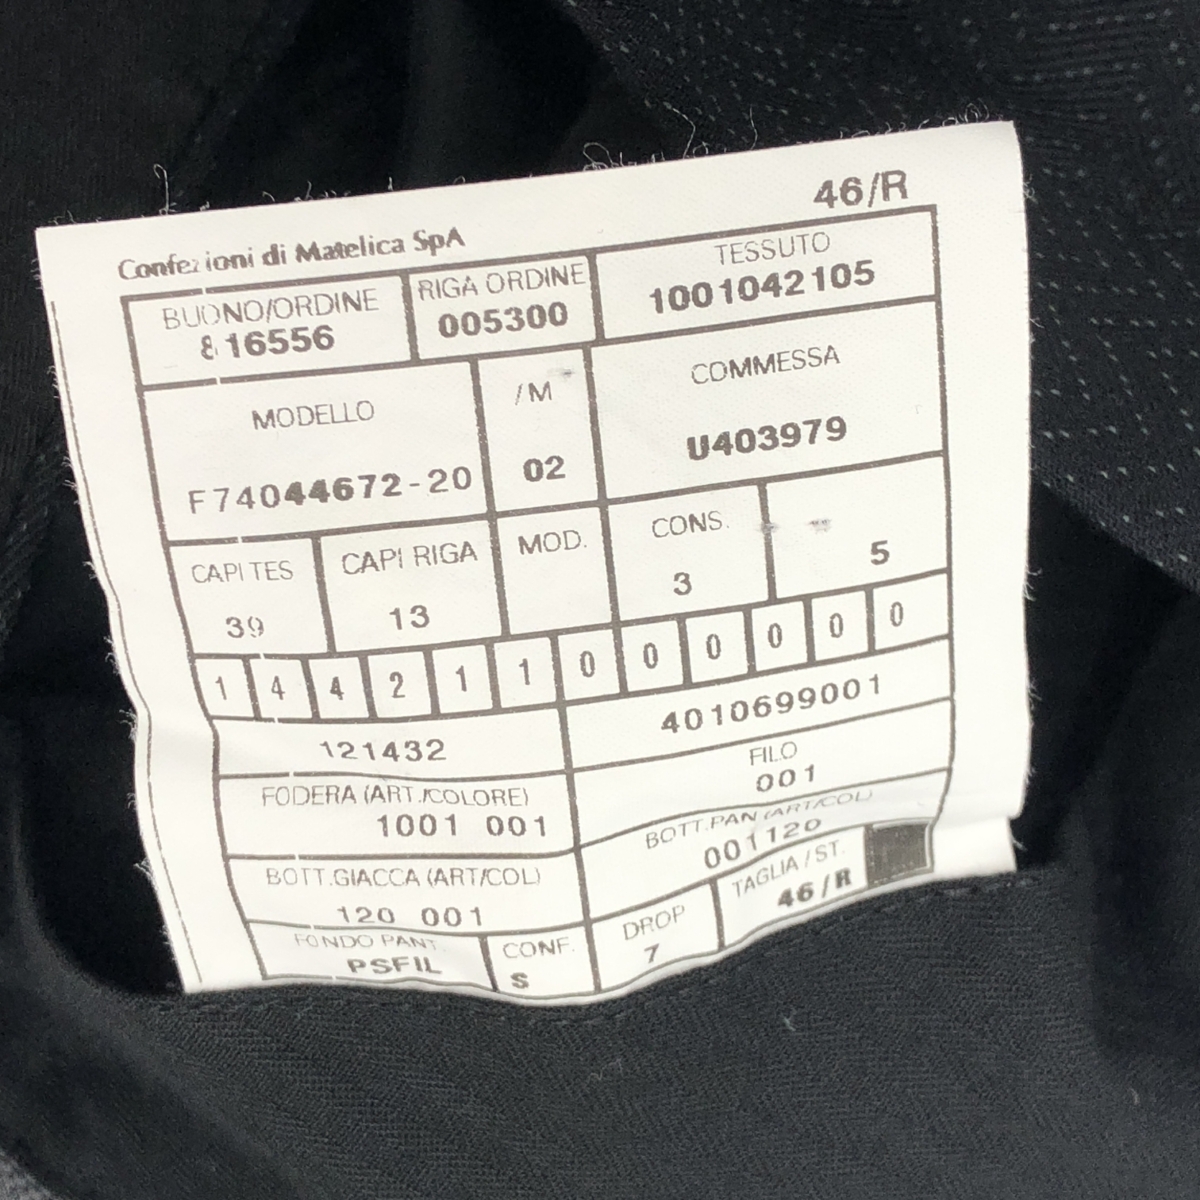 46/R
Confezioni di Matelica SpA
BUONO/ORDINE RIGA ORDINE TESSUTO
816556 005300 1001042105
MODELLO /M COMMESSA
F74044672-20 02 U403979
CAPI TES CAPI RIGA MOD. CONS.
39 13 3 5
1 4 4 2 1 1 0 0 0 0 0 0
121432 4010699001
FODERA (ART./COLORE) FILO
1001 001 001
BOTT.GIACCA (ART/COL) BOTT.PAN (ART/COL)
120 001 001120
FONDO PANT. CONF. DROP TAGLIA/ST.
PSFIL S 7 46/R